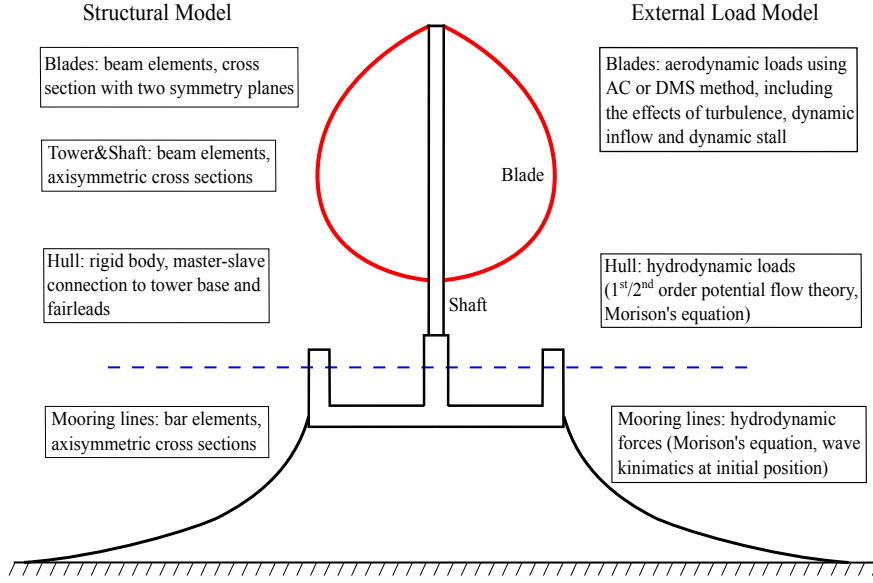 Structural Model
External Load Model
Blades: beam elements, cross
section with two symmetry planes
Tower&Shaft: beam elements,
axisymmetric cross sections
Hull: rigid body, master-slave
connection to tower base and
fairleads
Mooring lines: bar elements,
axisymmetric cross sections
Blade
Shaft
Blades: aerodynamic loads using
AC or DMS method, including
the effects of turbulence, dynamic
inflow and dynamic stall
Hull: hydrodynamic loads
(1st/2nd order potential flow theory,
Morison's equation)
Mooring lines: hydrodynamic
forces (Morison's equation, wave
kinimatics at initial position)